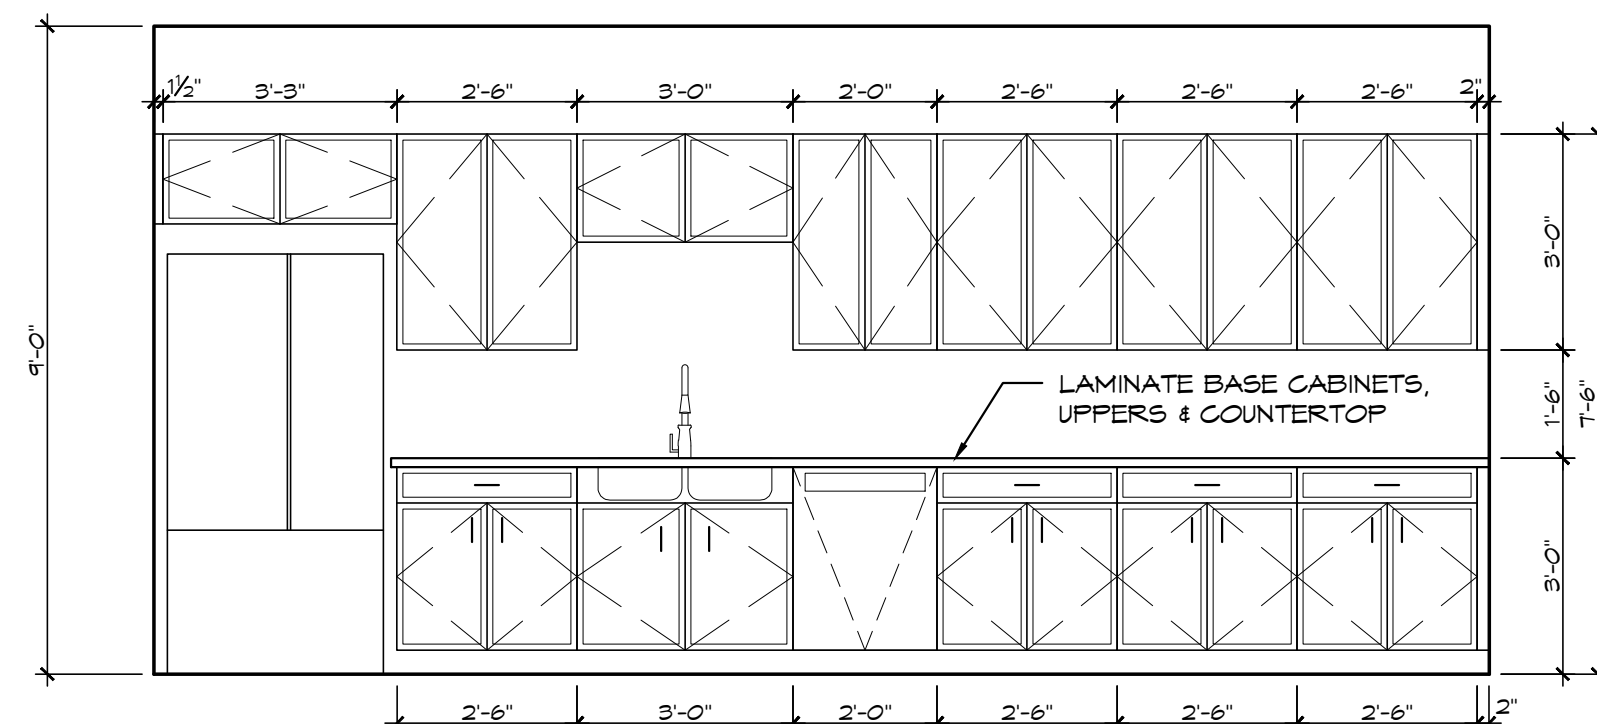 1½" 3'-3" 2'-6" 3'-0" 2'-0" 2'-6" 2'-6" 2'-6" 2"
9'-0"
3'-0"
1'-6"
7'-6"
LAMINATE BASE CABINETS,
UPPERS & COUNTERTOP
3'-0"
2'-6" 3'-0" 2'-0" 2'-6" 2'-6" 2'-6" 2"